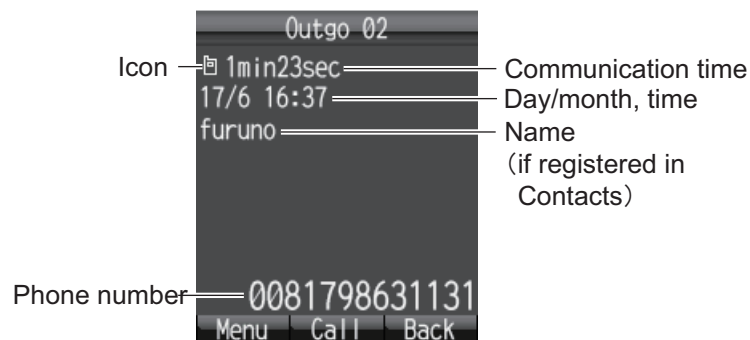 Outgo 02
Icon 1min23sec Communication time
17/6 16:37 Day/month, time
furuno Name
（if registered in
Contacts）
Phone number 0081798631131
Menu Call Back